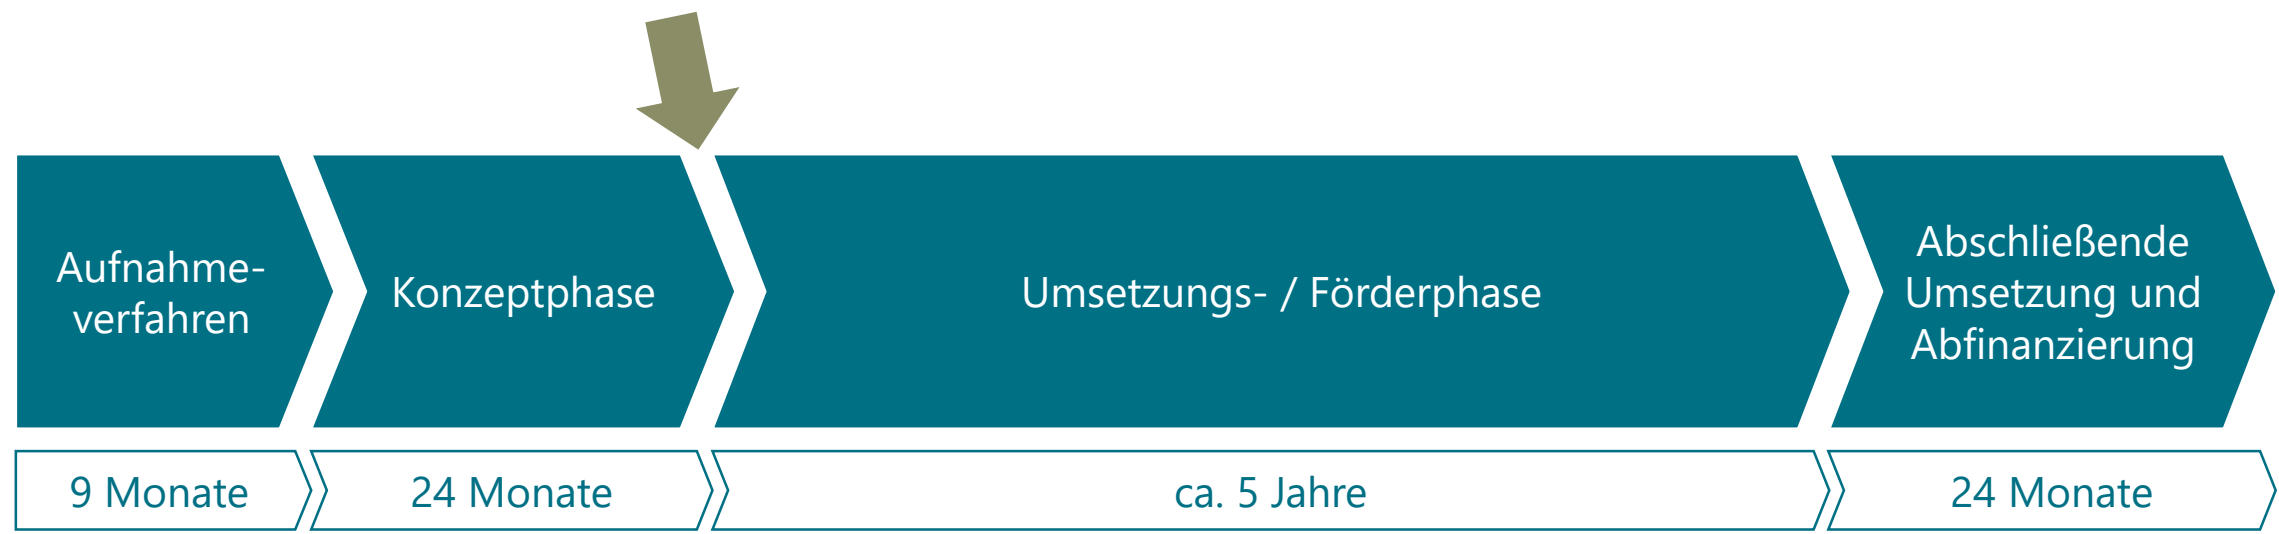 Aufnahme-
verfahren
Konzeptphase
Umsetzungs- / Förderphase
Abschließende
Umsetzung und
Abfinanzierung
9 Monate
24 Monate
ca. 5 Jahre
24 Monate